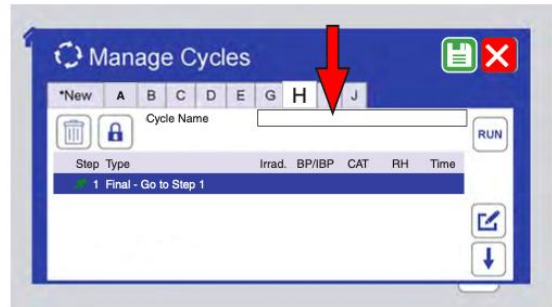 Manage Cycles
*New A B C D E G H J
Cycle Name
RUN
Step Type Irrad. BP/IBP CAT RH Time
1 Final - Go to Step 1